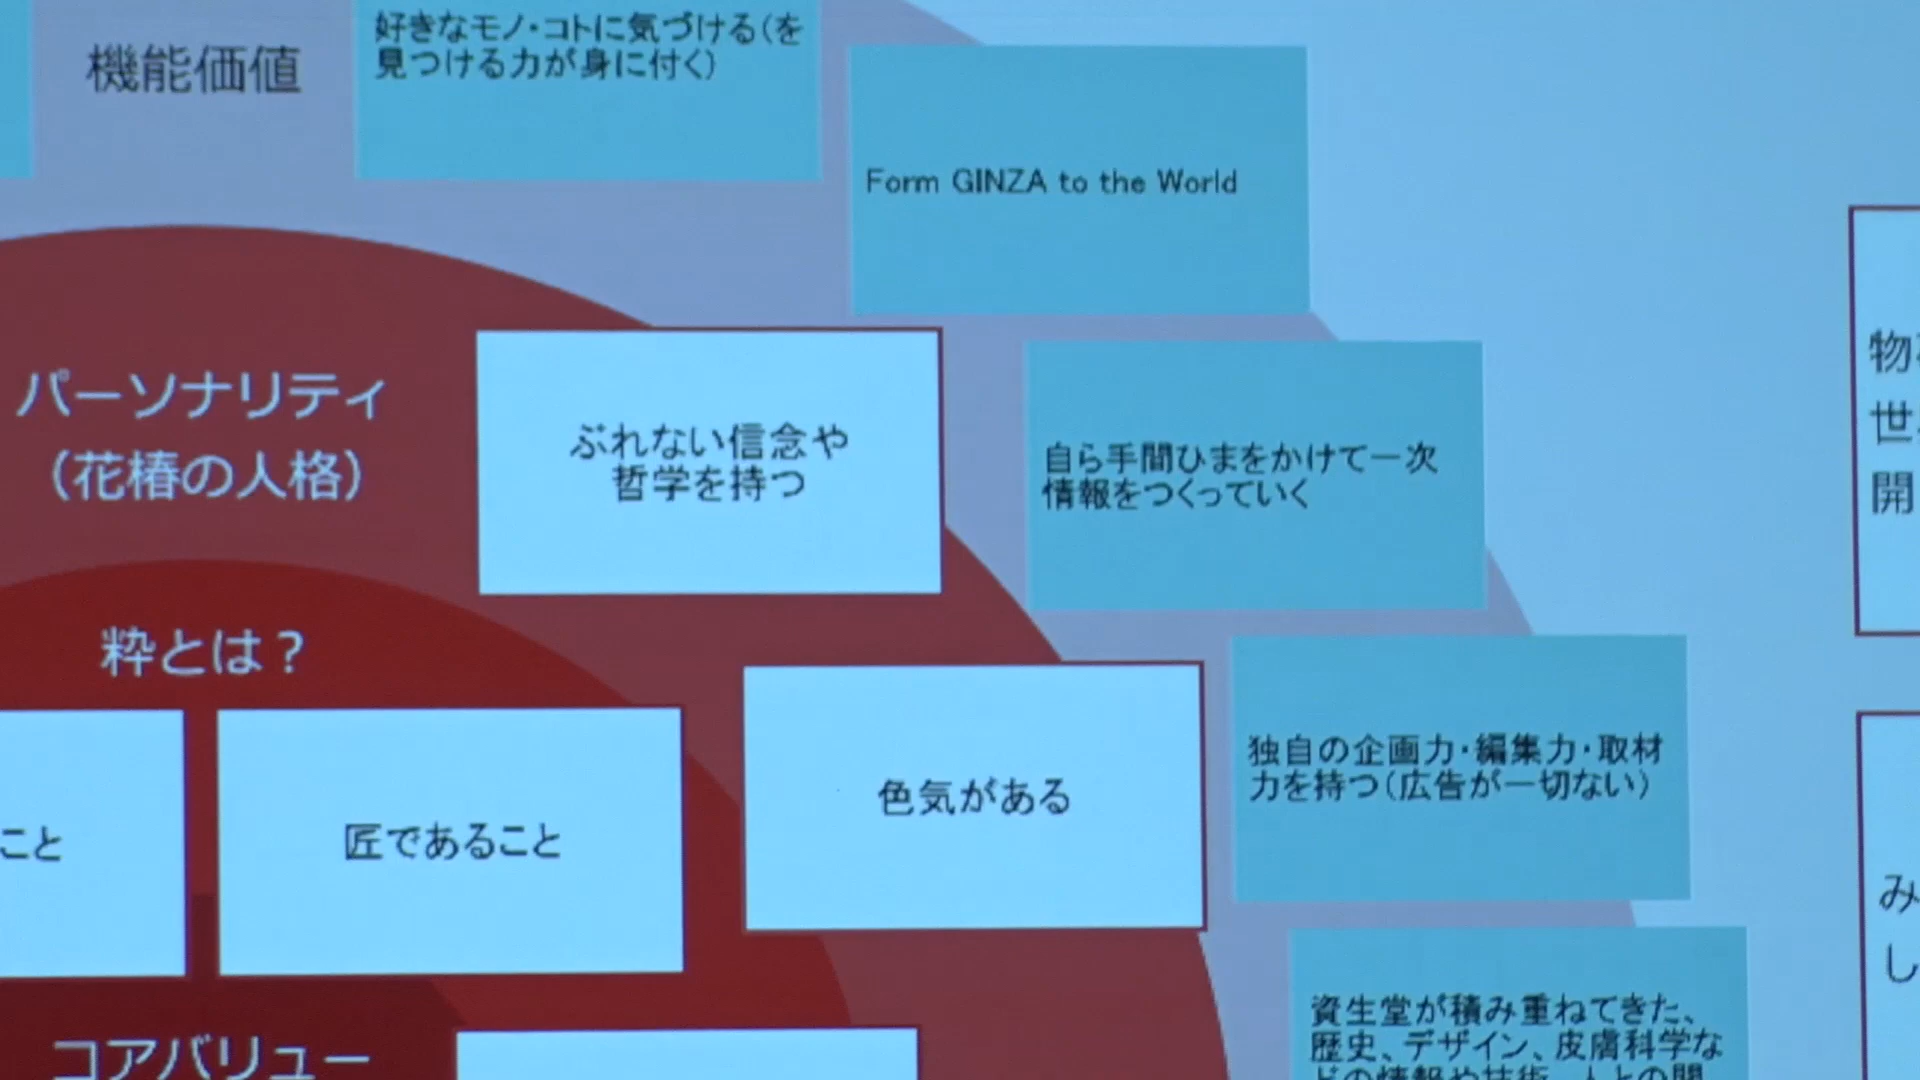 機能価値
好きなモノ・コトに気づける(を
見つける力が身に付く)
Form GINZA to the World
パーソナリティ
(花椿の人格)
ぶれない信念や
哲学を持つ
自ら手間ひまをかけて一次
情報をつくっていく
粋とは？
こと
匠であること
色気がある
独自の企画力・編集力・取材
力を持つ(広告が一切ない)
コアバリュー
資生堂が積み重ねてきた、
歴史、デザイン、皮膚科学な
物
世
開
み
し